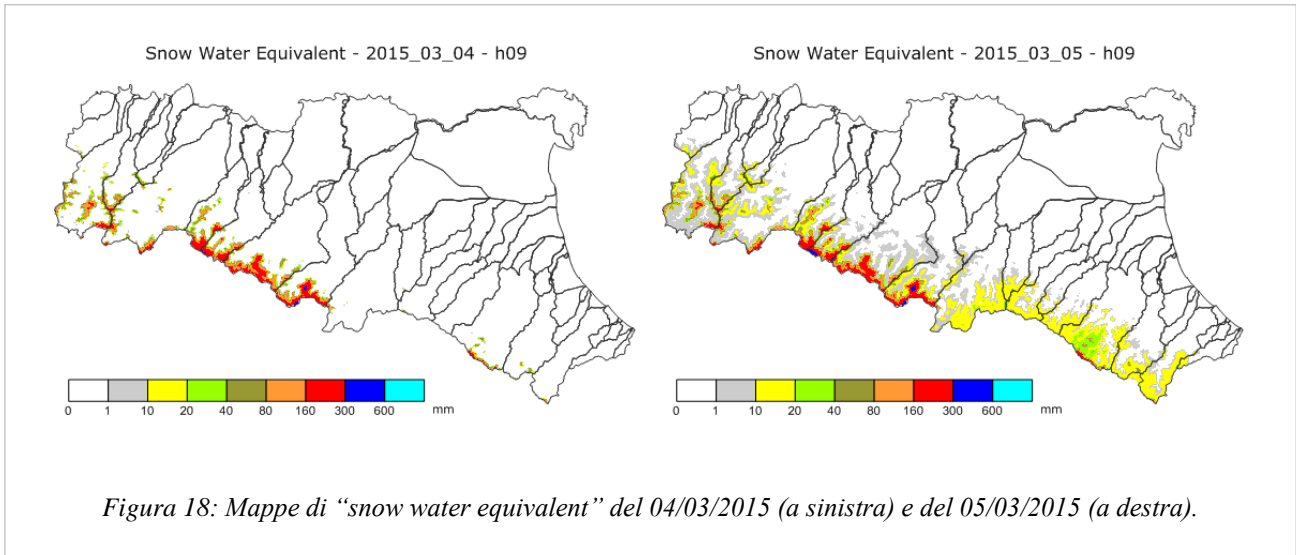 Snow Water Equivalent - 2015_03_04 - h09
Snow Water Equivalent - 2015_03_05 - h09
0 1 10 20 40 80 160 300 600 mm
0 1 10 20 40 80 160 300 600 mm
Figura 18: Mappe di “snow water equivalent” del 04/03/2015 (a sinistra) e del 05/03/2015 (a destra).